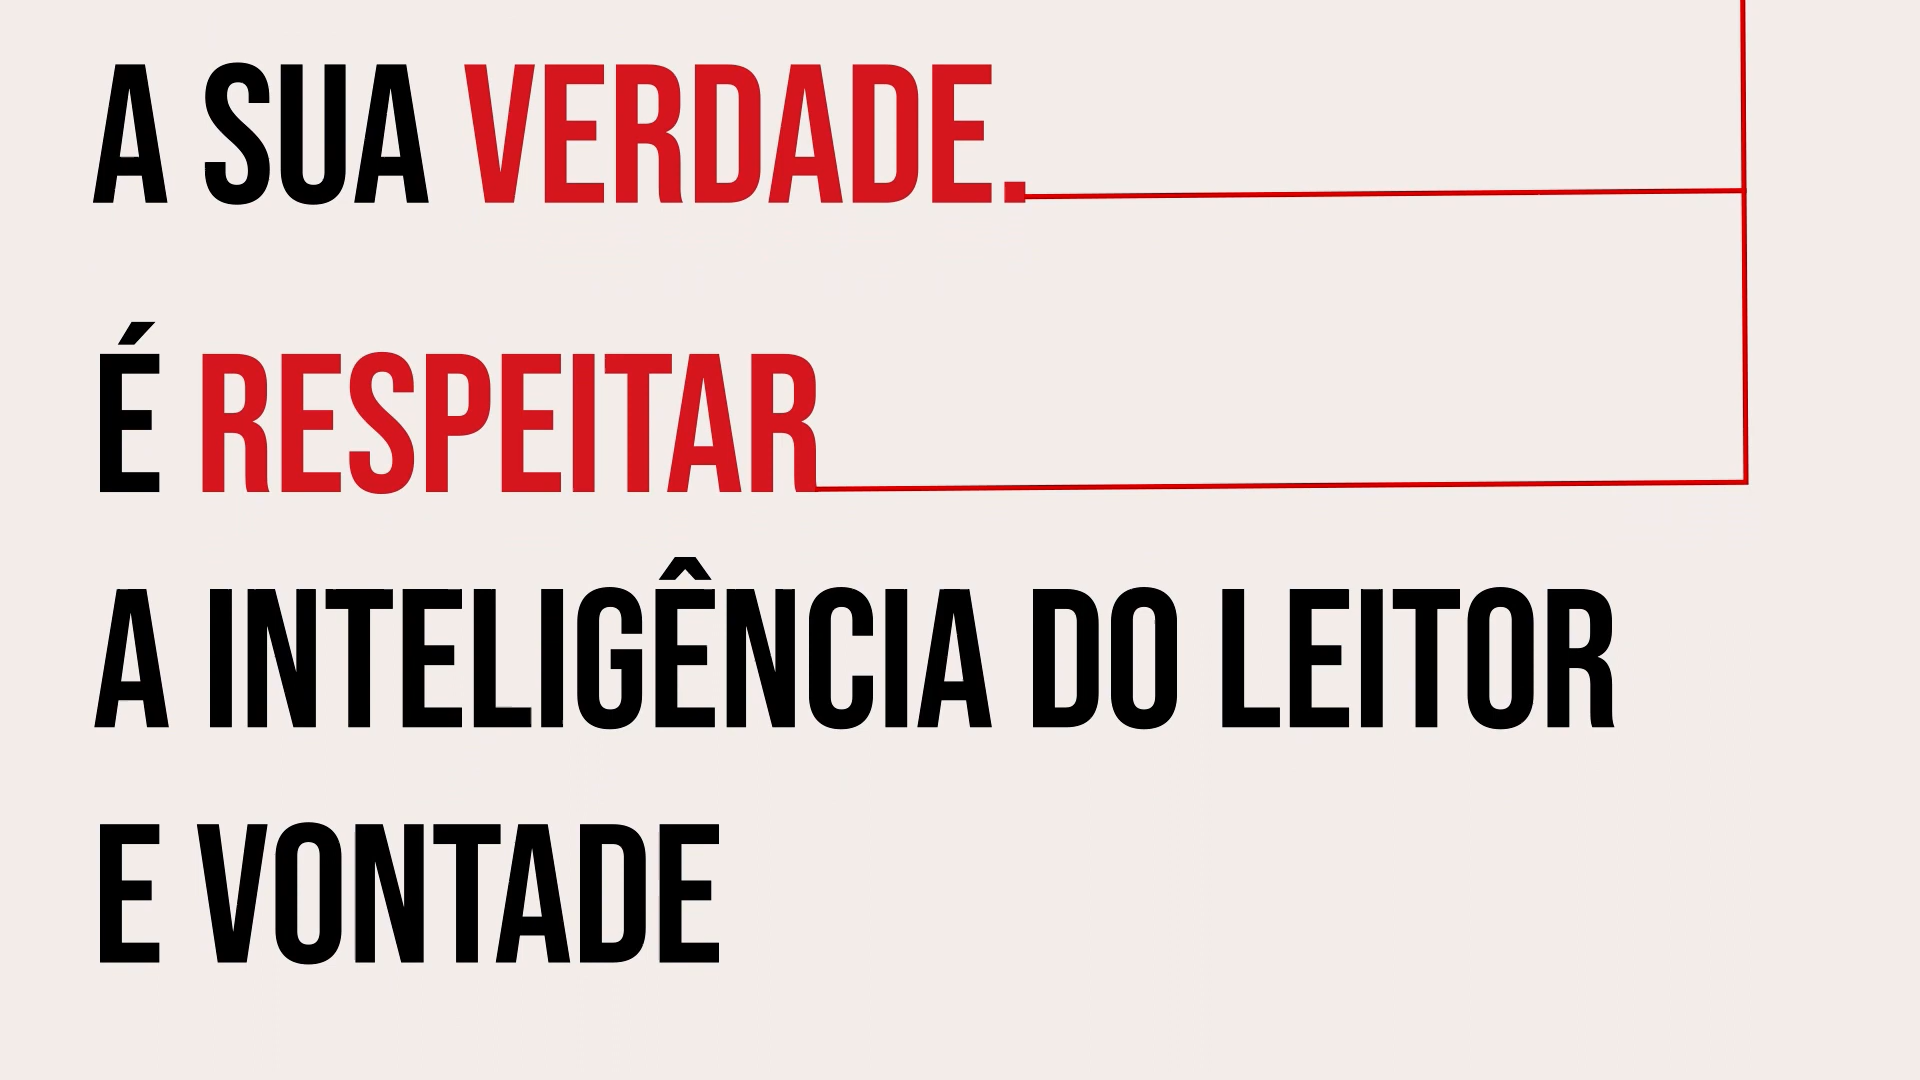 A SUA VERDADE.
É RESPEITAR
A INTELIGÊNCIA DO LEITOR
E VONTADE